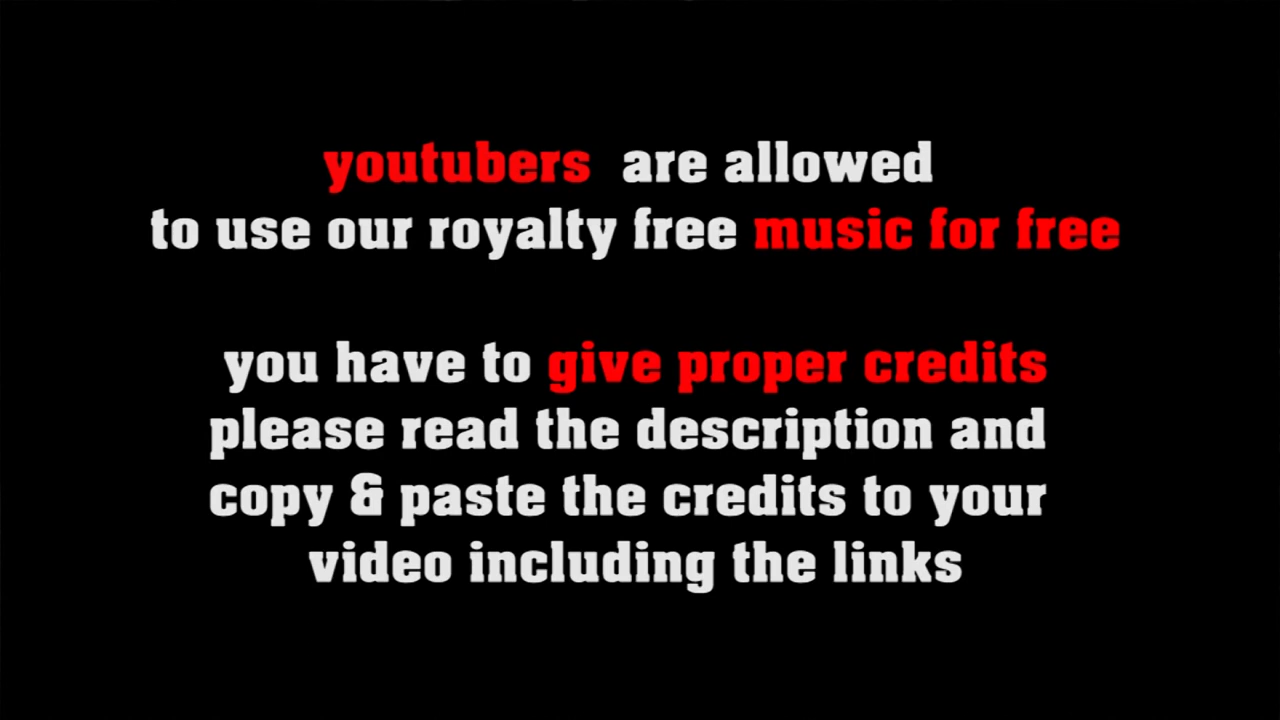 youtubers are allowed
to use our royalty free music for free
you have to give proper credits
please read the description and
copy & paste the credits to your
video including the links